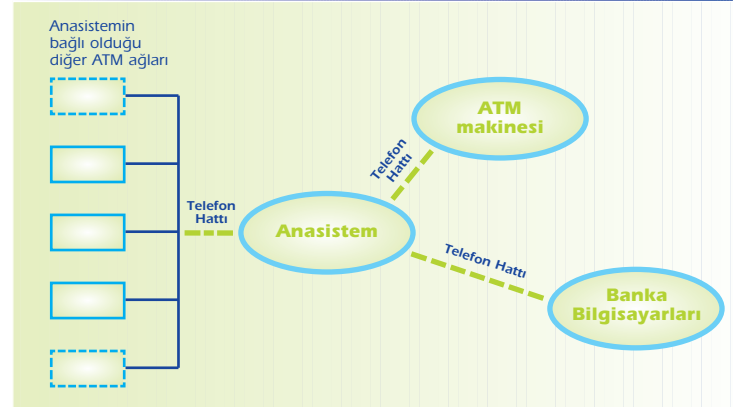 Anasistemin
bağlı olduğu
diğer ATM ağları
Telefon
Hattı
Anasistem
Telefon
Hattı
ATM
makinesi
Telefon Hattı
Banka
Bilgisayarları